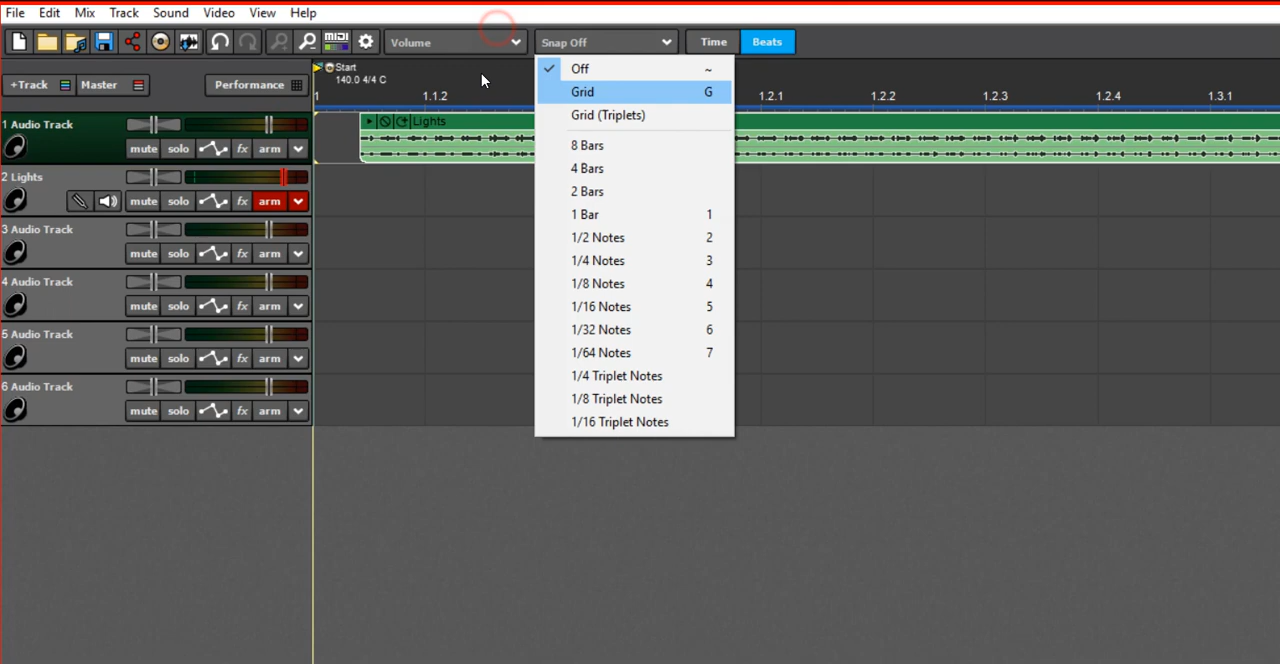 File Edit Mix Track Sound Video View Help
MIDI Volume Snap Off Time Beats
+Track Master Performance
Start
140.0 4/4 C
1 1.1.2 1.2.1 1.2.2 1.2.3 1.2.4 1.3.1
Off ~
Grid G
Grid (Triplets)
8 Bars
4 Bars
2 Bars
1 Bar 1
1/2 Notes 2
1/4 Notes 3
1/8 Notes 4
1/16 Notes 5
1/32 Notes 6
1/64 Notes 7
1/4 Triplet Notes
1/8 Triplet Notes
1/16 Triplet Notes
1 Audio Track
mute solo fx arm
Lights
2 Lights
mute solo fx arm
3 Audio Track
mute solo fx arm
4 Audio Track
mute solo fx arm
5 Audio Track
mute solo fx arm
6 Audio Track
mute solo fx arm